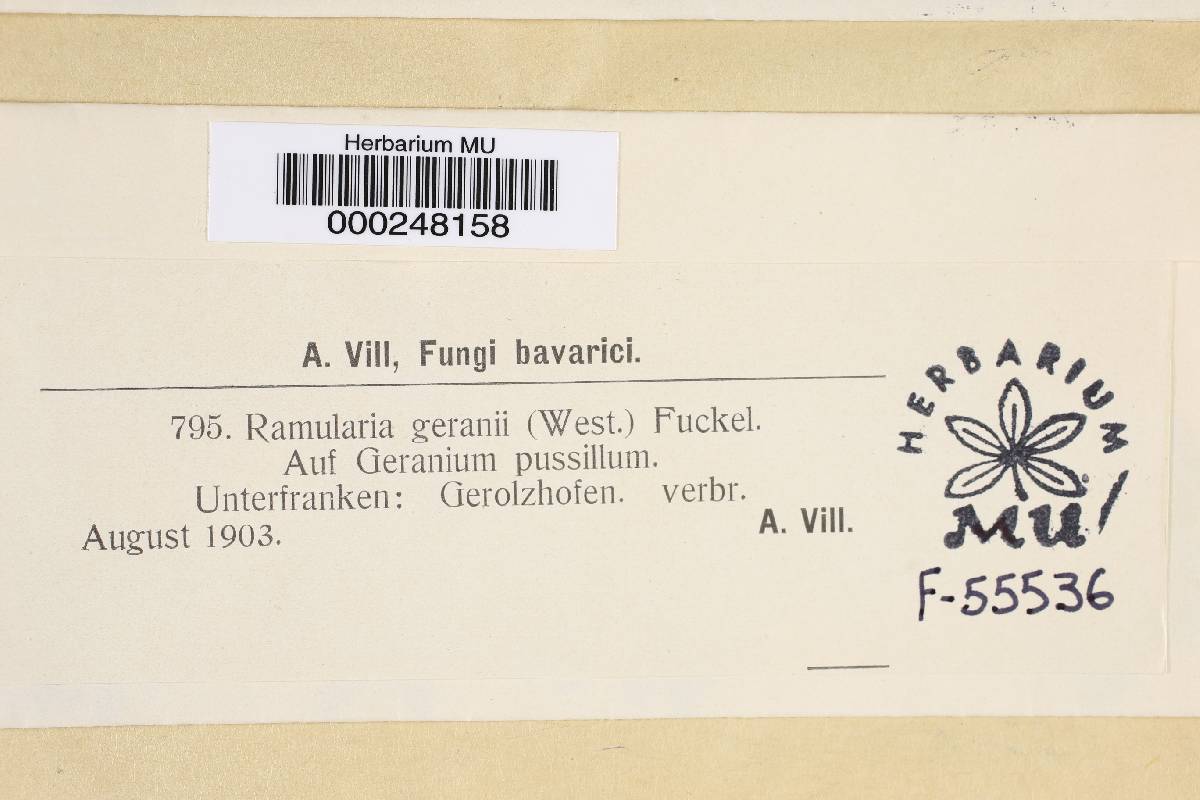 Herbarium MU
000248158
A. Vill, Fungi bavarici.
795. Ramularia geranii (West.) Fuckel.
Auf Geranium pussillum.
Unterfranken: Gerolzhofen. verbr.
August 1903.
A. Vill.
HERBARIUM
MU
F-55536